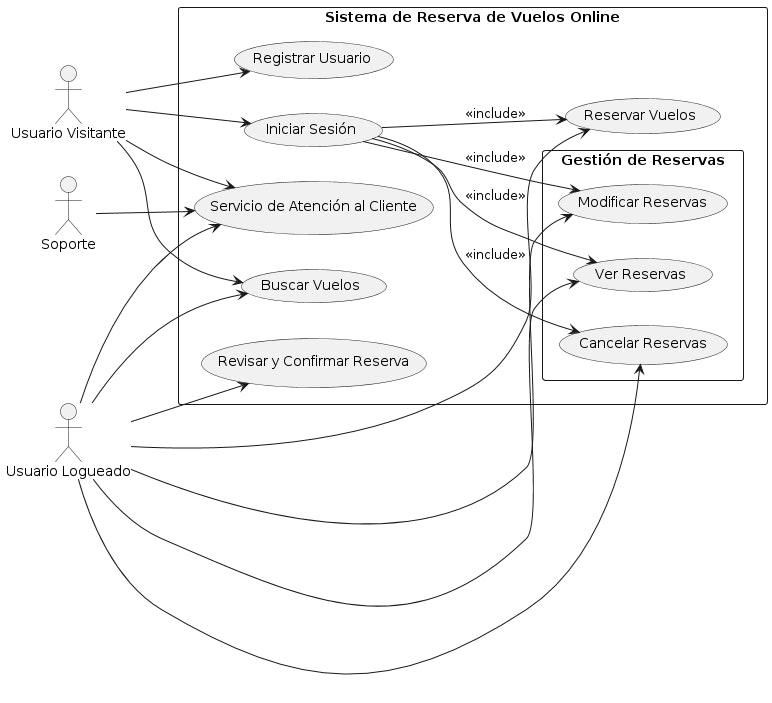 Sistema de Reserva de Vuelos Online
Registrar Usuario
Usuario Visitante
Iniciar Sesión
«include»
Reservar Vuelos
«include»
Gestión de Reservas
Soporte
Servicio de Atención al Cliente
«include»
Modificar Reservas
«include»
Buscar Vuelos
Ver Reservas
Revisar y Confirmar Reserva
Cancelar Reservas
Usuario Logueado